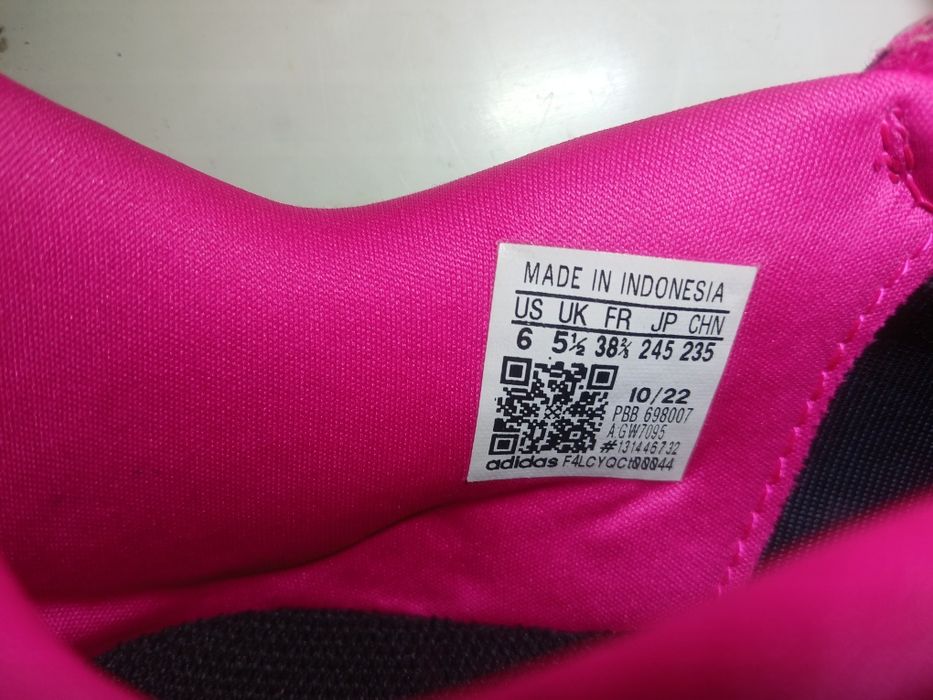 MADE IN INDONESIA
US UK FR JP CHN
6 5½ 38⅔ 245 235
10/22
PBB 698007
A:GW7095
#131446732
adidas F4LCYQCt00044